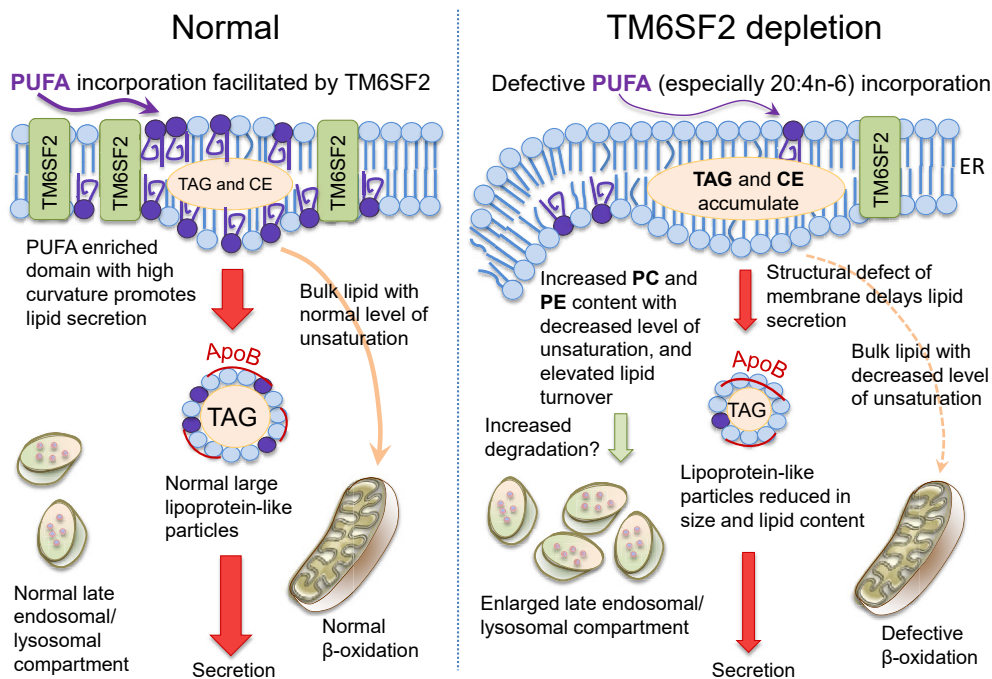 Normal
PUFA incorporation facilitated by TM6SF2
TM6SF2
TM6SF2
TM6SF2
TAG and CE
PUFA enriched
domain with high
curvature promotes
lipid secretion
Bulk lipid with
normal level of
unsaturation
ApoB
TAG
Normal large
lipoprotein-like
particles
Normal late
endosomal/
lysosomal
compartment
Normal
β-oxidation
Secretion
TM6SF2 depletion
Defective PUFA (especially 20:4n-6) incorporation
TM6SF2
ER
TAG and CE
accumulate
Increased PC and
PE content with
decreased level of
unsaturation, and
elevated lipid
turnover
Structural defect of
membrane delays lipid
secretion
ApoB
TAG
Bulk lipid with
decreased level of
unsaturation
Increased
degradation?
Lipoprotein-like
particles reduced in
size and lipid content
Enlarged late endosomal/
lysosomal compartment
Defective
β-oxidation
Secretion